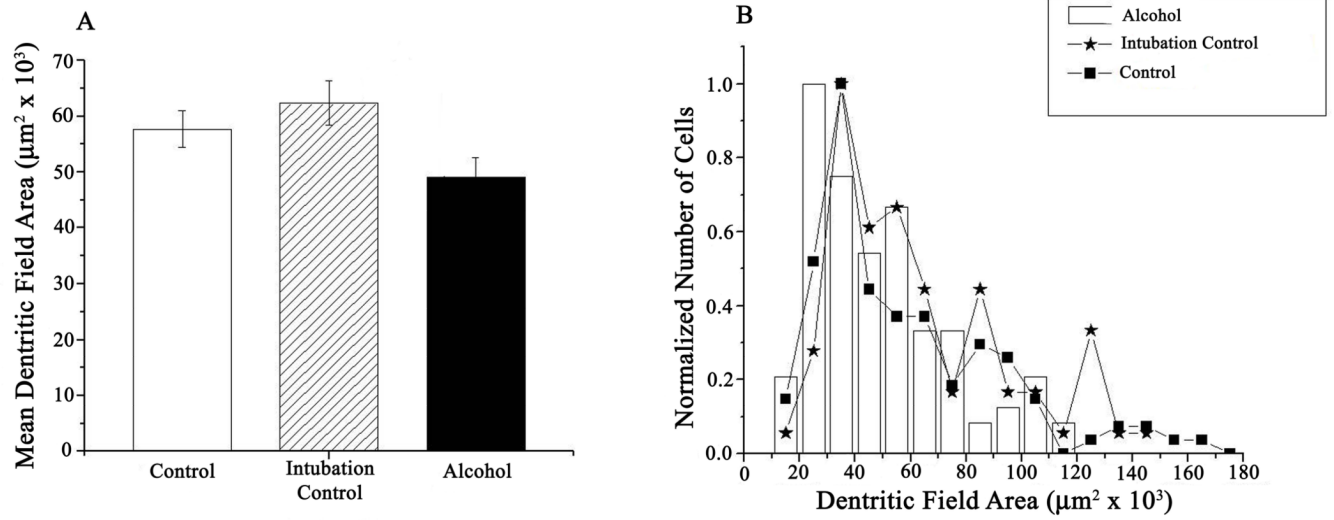 A
Mean Dentritic Field Area (µm² x 10³)
70
60
50
40
30
20
10
0
Control
Intubation
Control
Alcohol
B
Alcohol
Intubation Control
Control
Normalized Number of Cells
1.0
0.8
0.6
0.4
0.2
0.0
0 20 40 60 80 100 120 140 160 180
Dentritic Field Area (µm² x 10³)